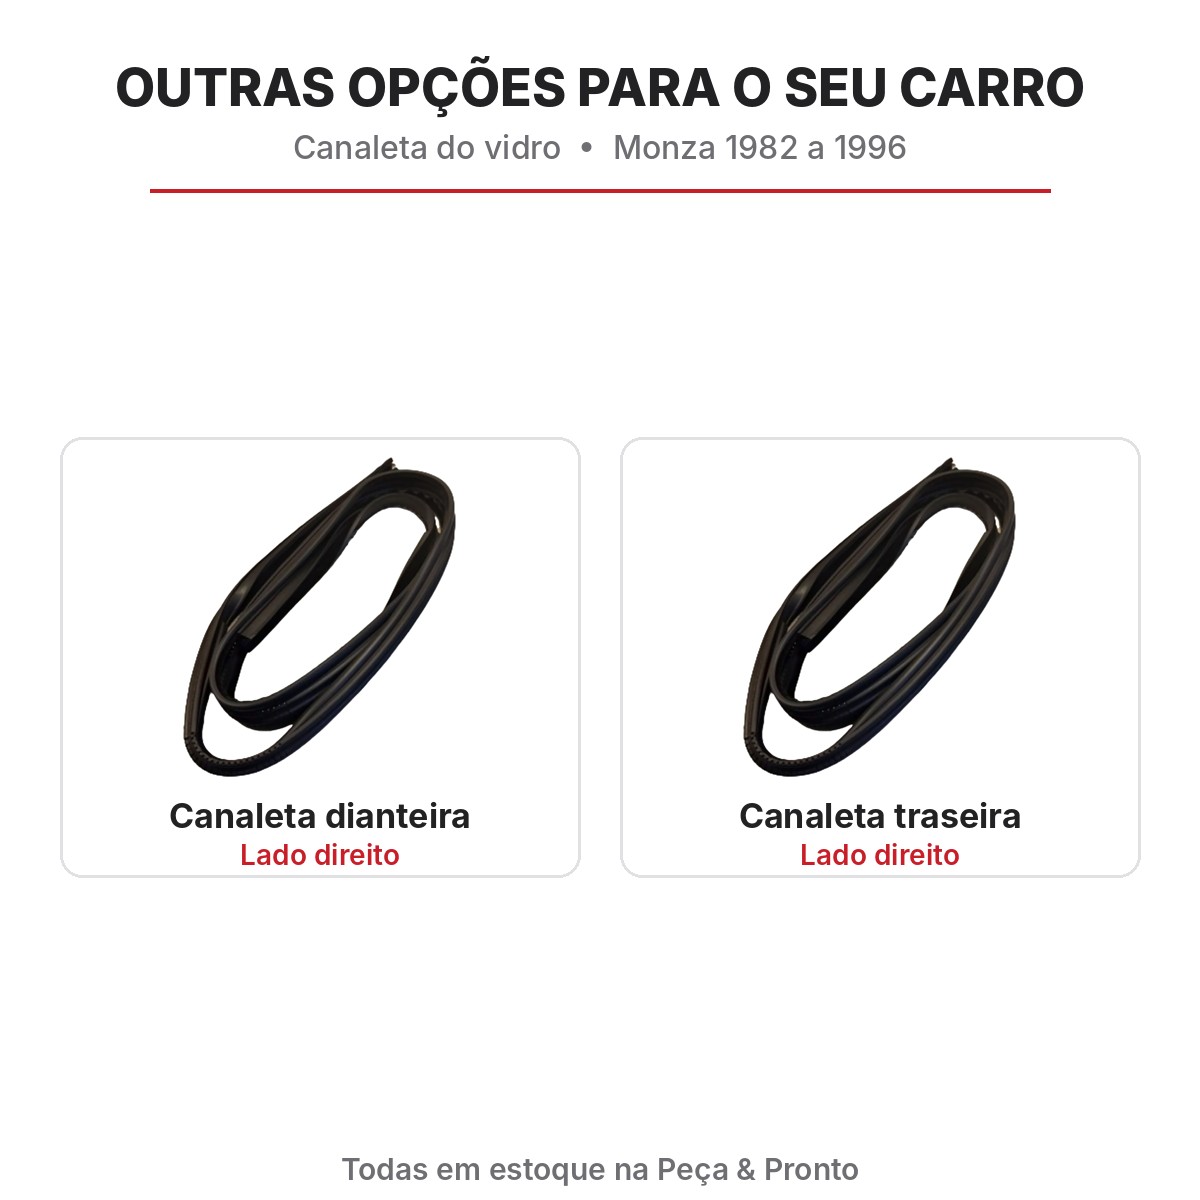 OUTRAS OPÇÕES PARA O SEU CARRO
Canaleta do vidro • Monza 1982 a 1996
Canaleta dianteira
Lado direito
Canaleta traseira
Lado direito
Todas em estoque na Peça & Pronto